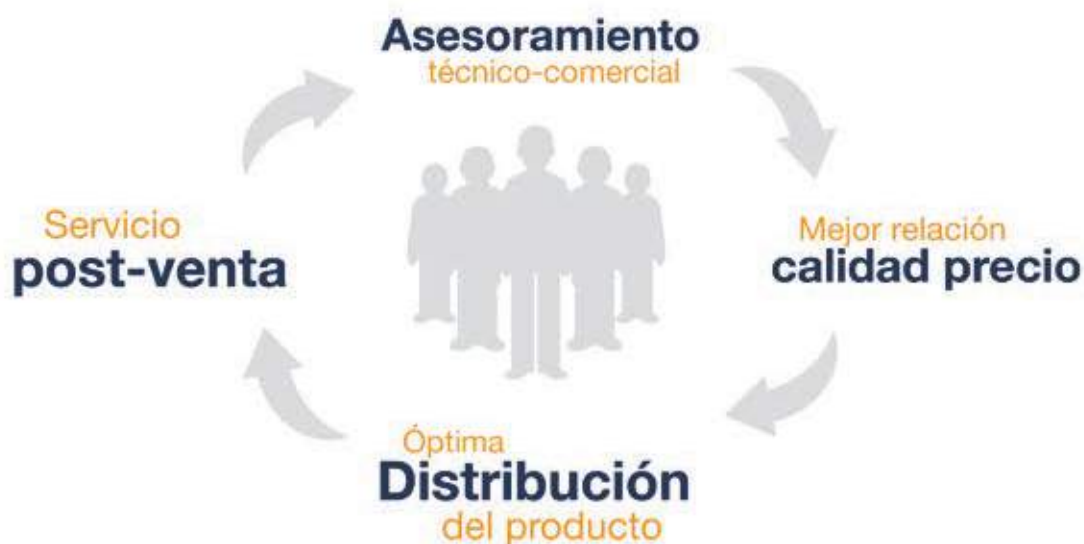 Asesoramiento
técnico-comercial
Mejor relación
calidad precio
Óptima
Distribución
del producto
Servicio
post-venta